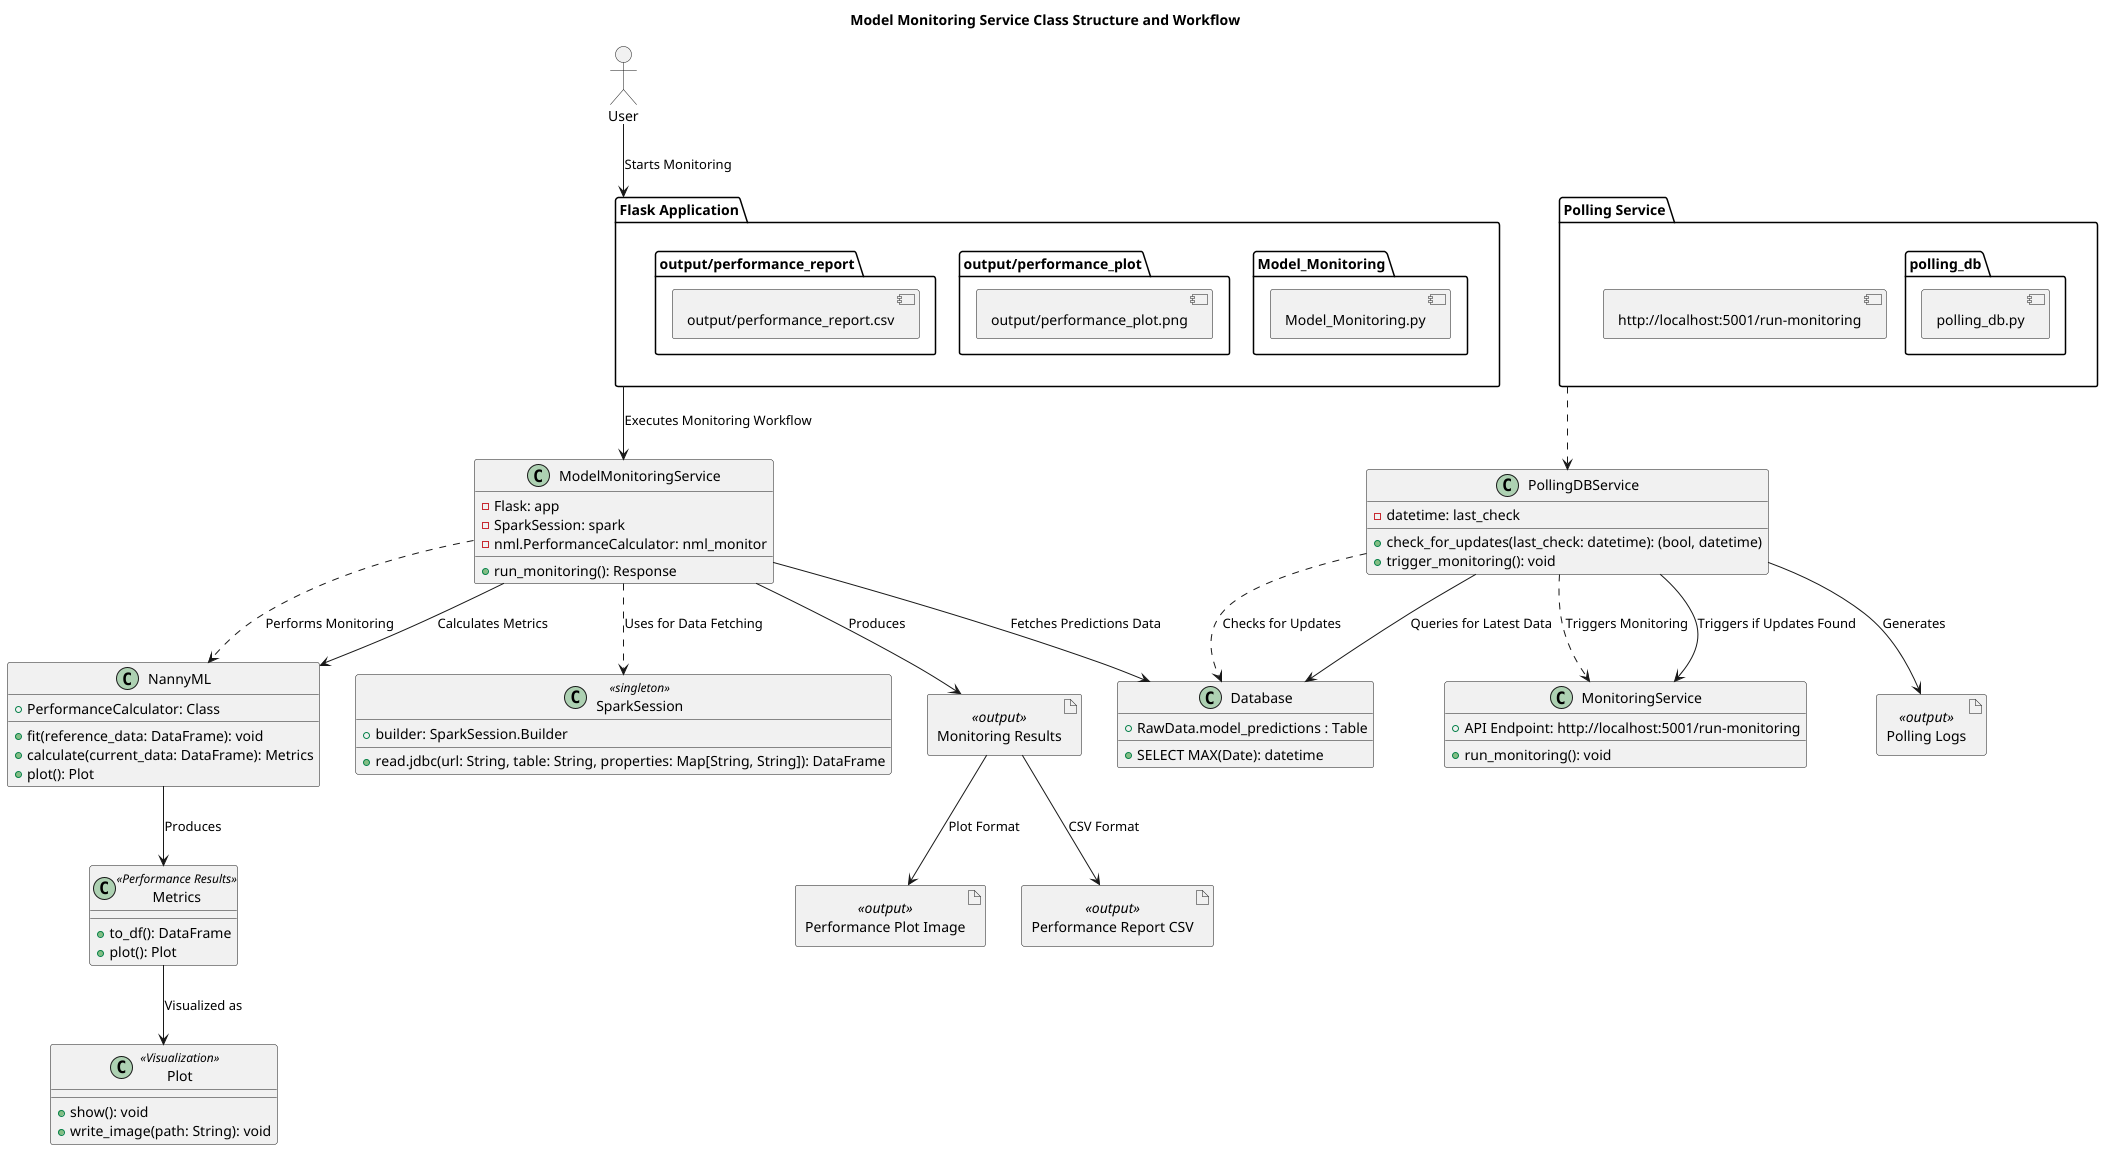 Model Monitoring Service Class Structure and Workflow
User
Starts Monitoring
Flask Application
output/performance_report
output/performance_report.csv
output/performance_plot
output/performance_plot.png
Model_Monitoring
Model_Monitoring.py
Polling Service
http://localhost:5001/run-monitoring
polling_db
polling_db.py
Executes Monitoring Workflow
C
ModelMonitoringService
Flask: app
SparkSession: spark
nml.PerformanceCalculator: nml_monitor
run_monitoring(): Response
C
PollingDBService
datetime: last_check
check_for_updates(last_check: datetime): (bool, datetime)
trigger_monitoring(): void
Performs Monitoring
Calculates Metrics
Uses for Data Fetching
Produces
Fetches Predictions Data
Checks for Updates
Queries for Latest Data
Triggers Monitoring
Triggers if Updates Found
Generates
C
NannyML
PerformanceCalculator: Class
fit(reference_data: DataFrame): void
calculate(current_data: DataFrame): Metrics
plot(): Plot
C
«singleton»
SparkSession
builder: SparkSession.Builder
read.jdbc(url: String, table: String, properties: Map[String, String]): DataFrame
«output»
Monitoring Results
C
Database
RawData.model_predictions : Table
SELECT MAX(Date): datetime
C
MonitoringService
API Endpoint: http://localhost:5001/run-monitoring
run_monitoring(): void
«output»
Polling Logs
Produces
Plot Format
CSV Format
C
«Performance Results»
Metrics
to_df(): DataFrame
plot(): Plot
«output»
Performance Plot Image
«output»
Performance Report CSV
Visualized as
C
«Visualization»
Plot
show(): void
write_image(path: String): void